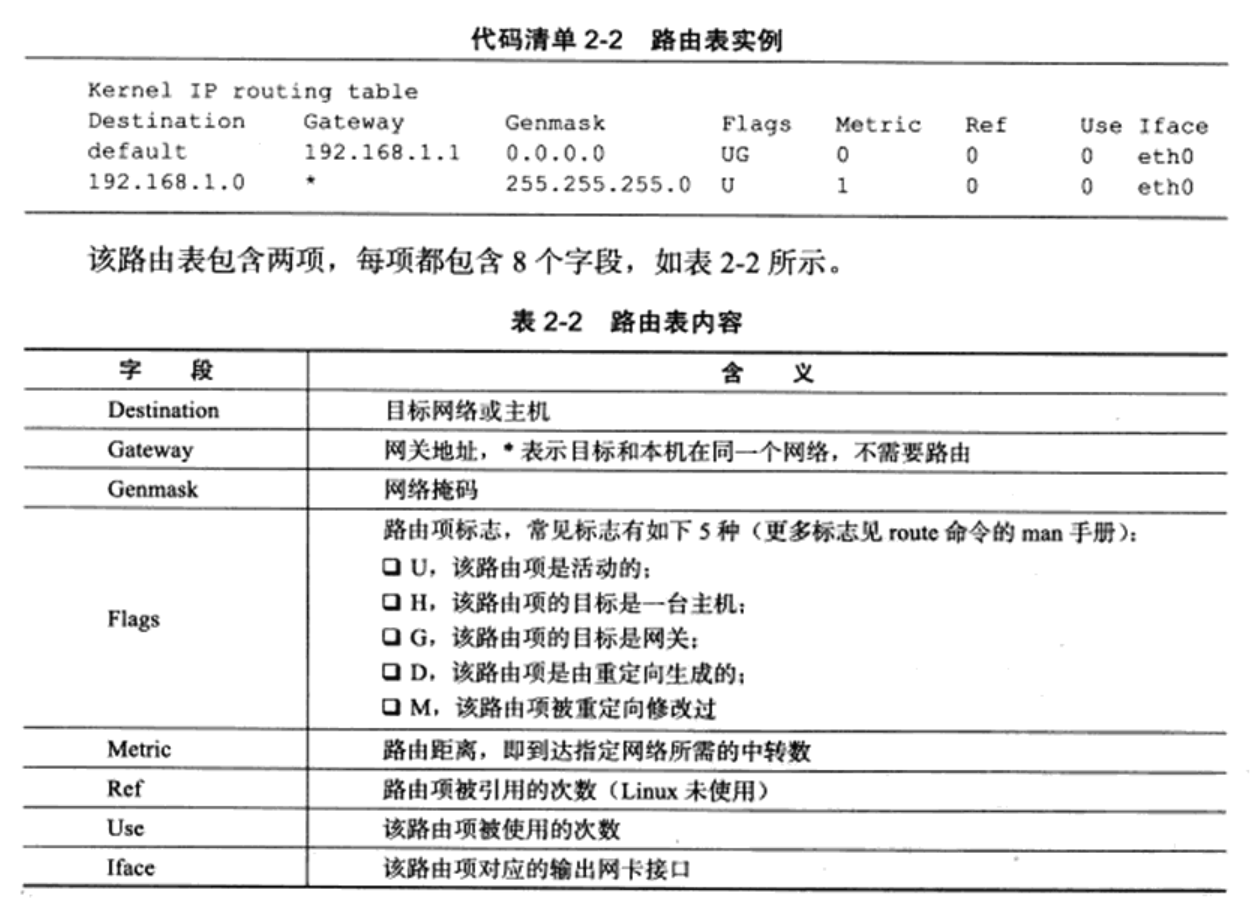 代码清单 2-2 路由表实例
Kernel IP routing table
Destination Gateway Genmask Flags Metric Ref Use Iface
default 192.168.1.1 0.0.0.0 UG 0 0 0 eth0
192.168.1.0 * 255.255.255.0 U 1 0 0 eth0
该路由表包含两项，每项都包含 8 个字段，如表 2-2 所示。
表 2-2 路由表内容
字 段 含 义
Destination 目标网络或主机
Gateway 网关地址，* 表示目标和本机在同一个网络，不需要路由
Genmask 网络掩码
路由项标志，常见标志有如下 5 种（更多标志见 route 命令的 man 手册）：
❑ U，该路由项是活动的；
❑ H，该路由项的目标是一台主机；
Flags ❑ G，该路由项的目标是网关；
❑ D，该路由项是由重定向生成的；
❑ M，该路由项被重定向修改过
Metric 路由距离，即到达指定网络所需的中转数
Ref 路由项被引用的次数（Linux 未使用）
Use 该路由项被使用的次数
Iface 该路由项对应的输出网卡接口